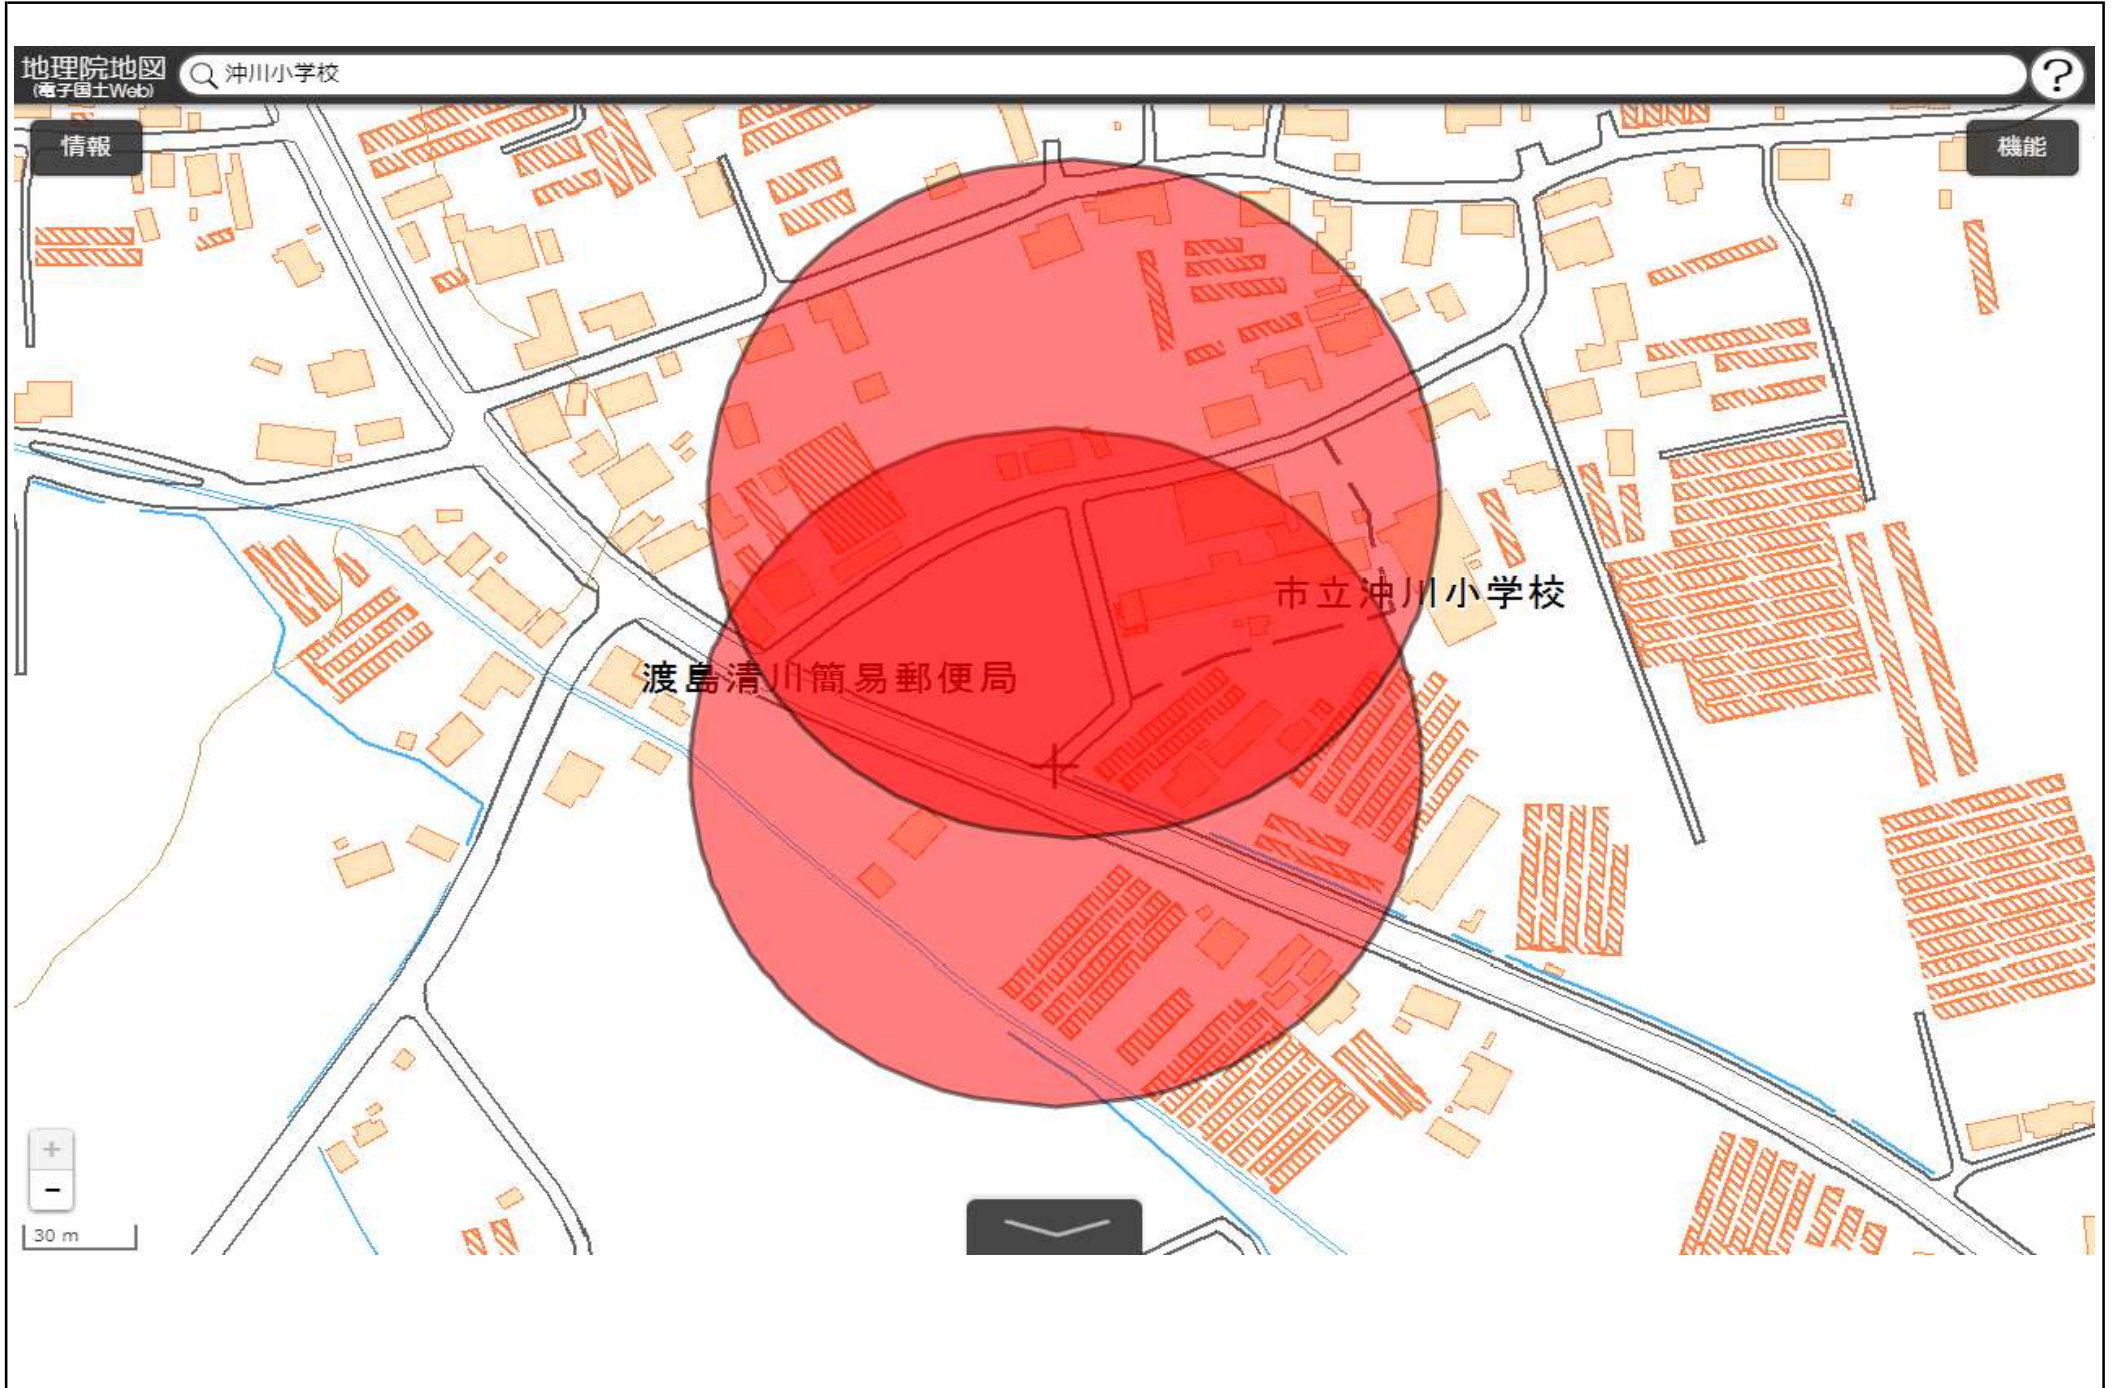 地理院地図
(電子国土Web)
沖川小学校
?
情報
機能
市立沖川小学校
渡島清川簡易郵便局
+
−
30 m